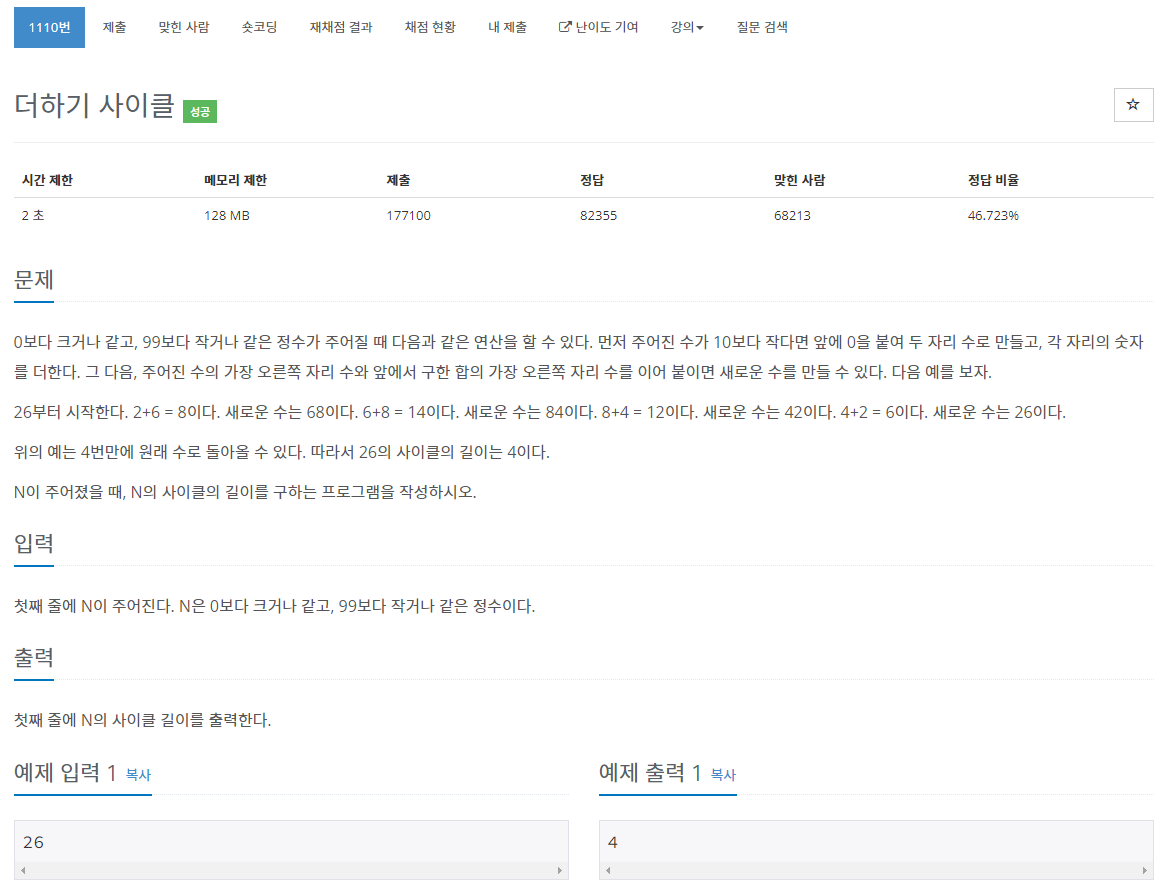 1110번 제출 맞힌 사람 숏코딩 재채점 결과 채점 현황 내 제출 난이도 기여 강의 질문 검색
더하기 사이클 성공
시간 제한 메모리 제한 제출 정답 맞힌 사람 정답 비율
2 초 128 MB 177100 82355 68213 46.723%
문제
0보다 크거나 같고, 99보다 작거나 같은 정수가 주어질 때 다음과 같은 연산을 할 수 있다. 먼저 주어진 수가 10보다 작다면 앞에 0을 붙여 두 자리 수로 만들고, 각 자리의 숫자
를 더한다. 그 다음, 주어진 수의 가장 오른쪽 자리 수와 앞에서 구한 합의 가장 오른쪽 자리 수를 이어 붙이면 새로운 수를 만들 수 있다. 다음 예를 보자.
26부터 시작한다. 2+6 = 8이다. 새로운 수는 68이다. 6+8 = 14이다. 새로운 수는 84이다. 8+4 = 12이다. 새로운 수는 42이다. 4+2 = 6이다. 새로운 수는 26이다.
위의 예는 4번만에 원래 수로 돌아올 수 있다. 따라서 26의 사이클의 길이는 4이다.
N이 주어졌을 때, N의 사이클의 길이를 구하는 프로그램을 작성하시오.
입력
첫째 줄에 N이 주어진다. N은 0보다 크거나 같고, 99보다 작거나 같은 정수이다.
출력
첫째 줄에 N의 사이클 길이를 출력한다.
예제 입력 1 복사
26
예제 출력 1 복사
4